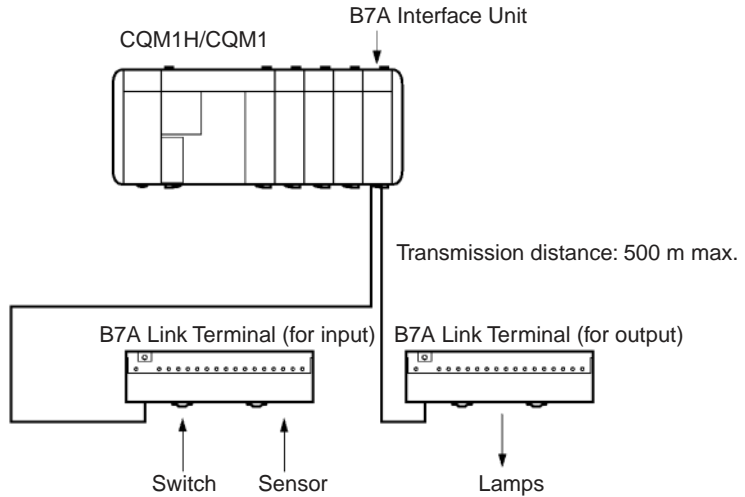 B7A Interface Unit
CQM1H/CQM1
Transmission distance: 500 m max.
B7A Link Terminal (for input)
B7A Link Terminal (for output)
Switch
Sensor
Lamps